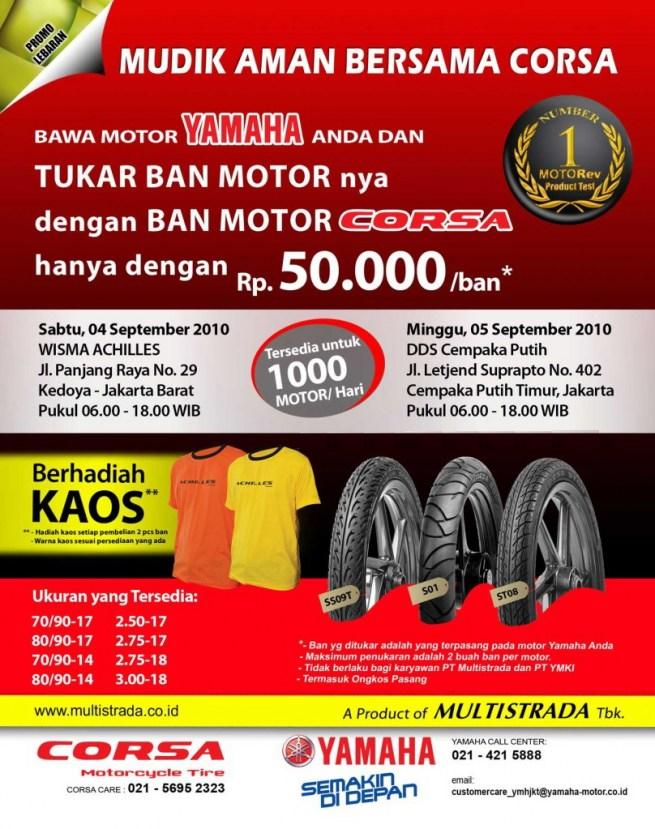 PROMO
LEBARAN
MUDIK AMAN BERSAMA CORSA
BAWA MOTOR YAMAHA ANDA DAN
TUKAR BAN MOTOR nya
dengan BAN MOTOR CORSA
hanya dengan Rp. 50.000 /ban*
NUMBER
1
MOTORev
Product Test
Sabtu, 04 September 2010
WISMA ACHILLES
Jl. Panjang Raya No. 29
Kedoya - Jakarta Barat
Pukul 06.00 - 18.00 WIB
Tersedia untuk
1000
MOTOR/ Hari
Minggu, 05 September 2010
DDS Cempaka Putih
Jl. Letjend Suprapto No. 402
Cempaka Putih Timur, Jakarta
Pukul 06.00 - 18.00 WIB
Berhadiah
KAOS**
** - Hadiah kaos setiap pembelian 2 pcs ban
- Warna kaos sesuai persediaan yang ada
ACHILLES
ACHILLES
SS09T
S01
ST08
Ukuran yang Tersedia:
70/90-17 2.50-17
80/90-17 2.75-17
70/90-14 2.75-18
80/90-14 3.00-18
*- Ban yg ditukar adalah yang terpasang pada motor Yamaha Anda
- Maksimum penukaran adalah 2 buah ban per motor.
- Tidak berlaku bagi karyawan PT Multistrada dan PT YMKI
- Termasuk Ongkos Pasang
www.multistrada.co.id
A Product of MULTISTRADA Tbk.
CORSA
Motorcycle Tire
CORSA CARE : 021 - 5695 2323
YAMAHA
SEMAKIN
DI DEPAN
YAMAHA CALL CENTER:
021 - 421 5888
email:
customercare_ymhjkt@yamaha-motor.co.id